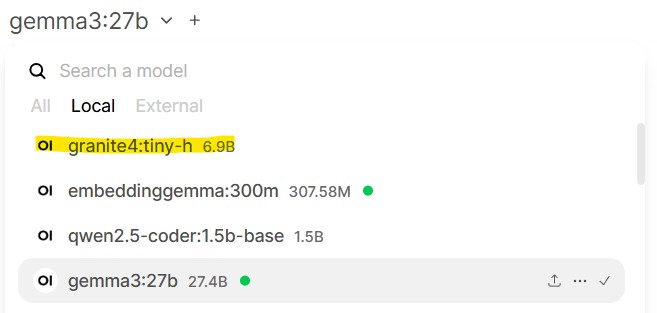 gemma3:27b
Search a model
All Local External
OI granite4:tiny-h 6.9B
OI embeddinggemma:300m 307.58M
OI qwen2.5-coder:1.5b-base 1.5B
OI gemma3:27b 27.4B